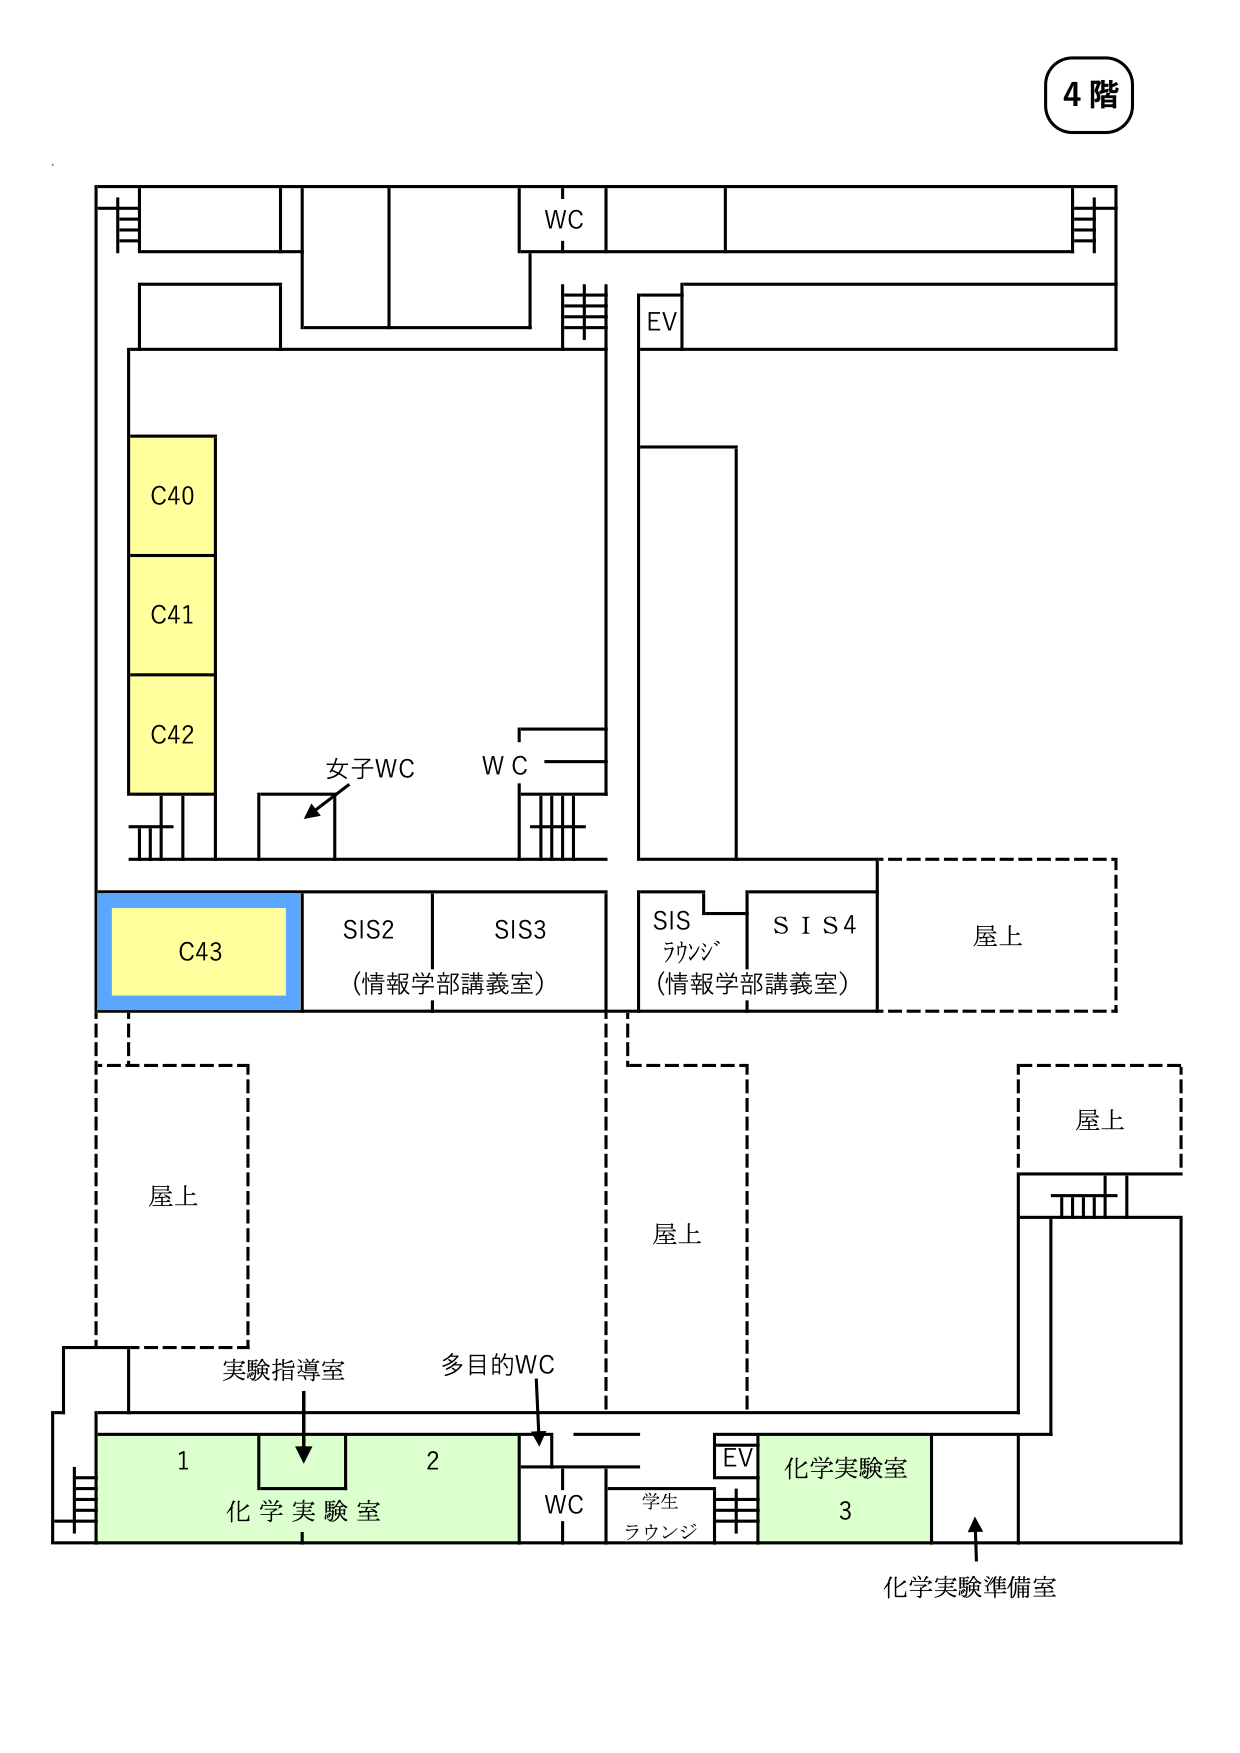 4 階
WC
EV
C40
C41
C42
女子WC
ＷＣ
C43
SIS2
SIS3
(情報学部講義室)
SIS
ﾗｳﾝｼﾞ
ＳＩＳ4
(情報学部講義室)
屋上
屋上
屋上
屋上
実験指導室
多目的WC
1
2
化 学 実 験 室
WC
学生
ラウンジ
EV
化学実験室
3
化学実験準備室